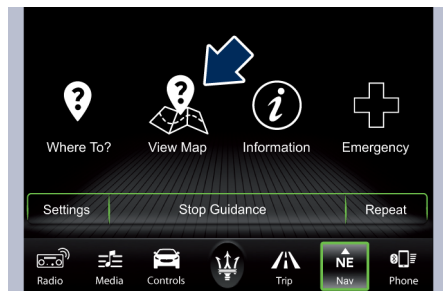 Where To? View Map Information Emergency
Settings Stop Guidance Repeat
NE
Radio Media Controls Trip Nav Phone